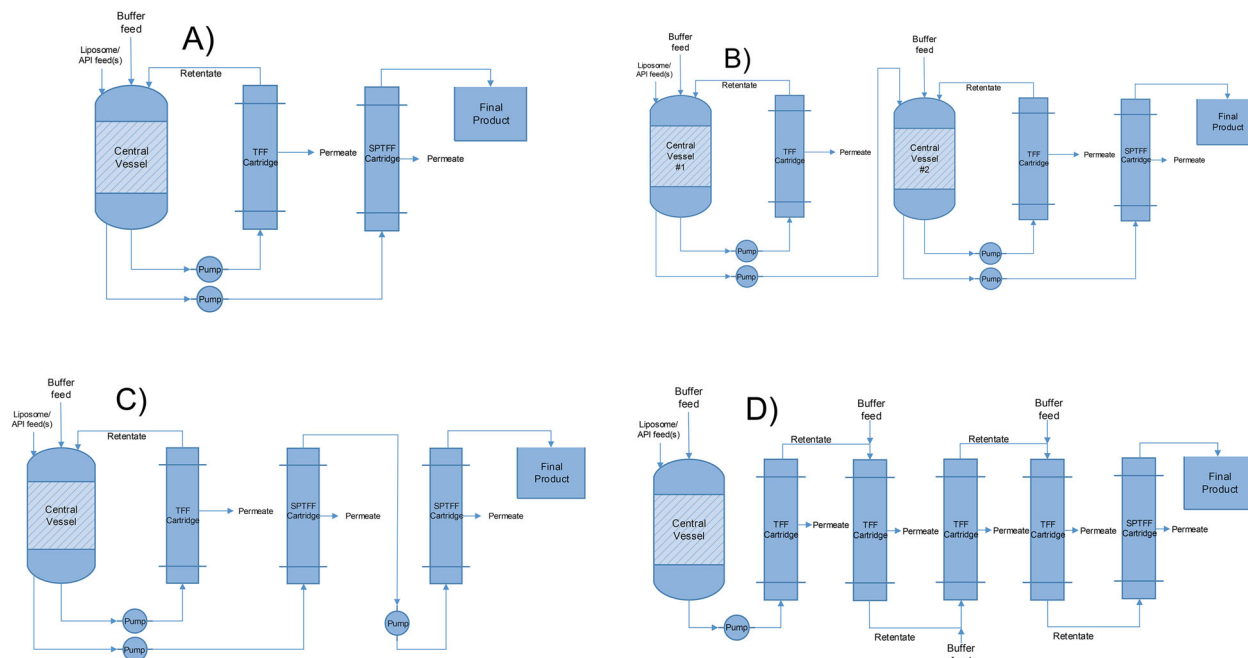 A)
Buffer
feed
Liposome/
API feed(s)
Retentate
Central
Vessel
TFF
Cartridge
Permeate
SPTFF
Cartridge
Permeate
Final
Product
Pump
Pump
B)
Buffer
feed
Liposome/
API feed(s)
Retentate
Central
Vessel
#1
TFF
Cartridge
Permeate
Pump
Pump
Buffer
feed
Retentate
Central
Vessel
#2
TFF
Cartridge
Permeate
SPTFF
Cartridge
Permeate
Final
Product
Pump
Pump
C)
Buffer
feed
Liposome/
API feed(s)
Retentate
Central
Vessel
TFF
Cartridge
Permeate
SPTFF
Cartridge
Permeate
SPTFF
Cartridge
Permeate
Final
Product
Pump
Pump
Pump
D)
Buffer
feed
Liposome/
API feed(s)
Central
Vessel
Pump
TFF
Cartridge
Permeate
Retentate
Buffer
feed
TFF
Cartridge
Permeate
Retentate
Buffer
feed
TFF
Cartridge
Permeate
Retentate
Buffer
feed
TFF
Cartridge
Permeate
Retentate
SPTFF
Cartridge
Permeate
Final
Product